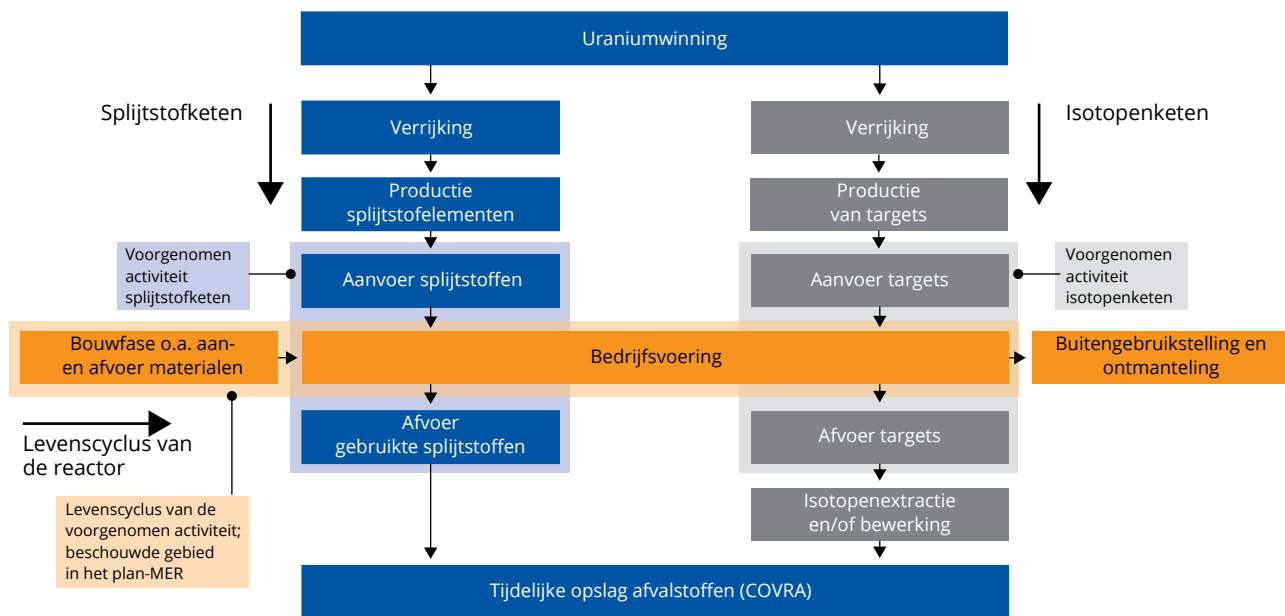 Uraniumwinning
Splijtstofketen
Isotopenketen
Verrijking
Verrijking
Productie
splijtstofelementen
Productie
van targets
Voorgenomen
activiteit
splijtstofketen
Aanvoer splijtstoffen
Aanvoer targets
Voorgenomen
activiteit
isotopenketen
Bouwfase o.a. aan-
en afvoer materialen
Bedrijfsvoering
Buitengebruikstelling en
ontmanteling
Levenscyclus van
de reactor
Afvoer
gebruikte splijtstoffen
Afvoer targets
Levenscyclus van de
voorgenomen activiteit;
beschouwde gebied
in het plan-MER
Isotopenextractie
en/of bewerking
Tijdelijke opslag afvalstoffen (COVRA)